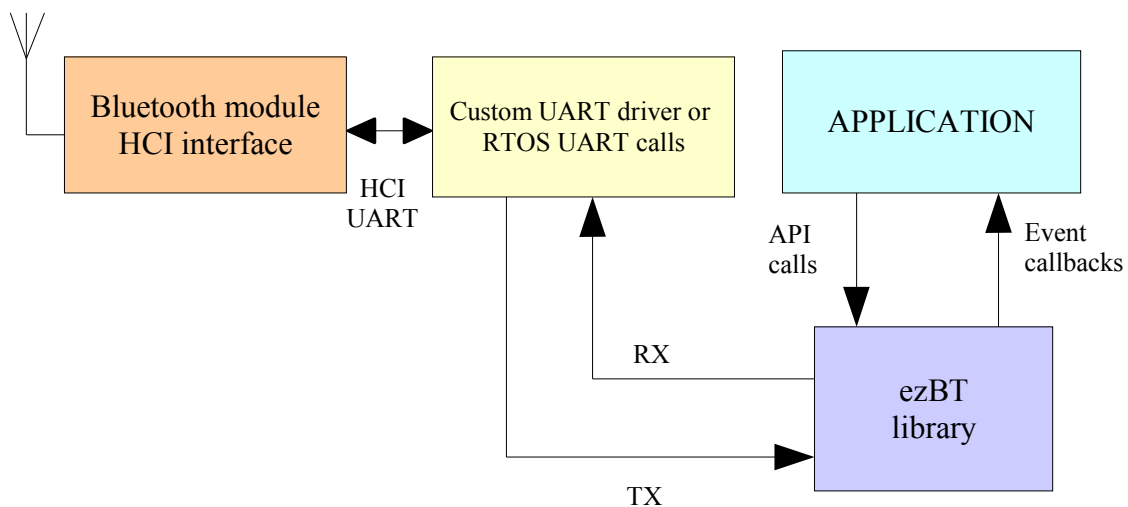 Bluetooth module
HCI interface
HCI
UART
Custom UART driver or
RTOS UART calls
APPLICATION
API
calls
Event
callbacks
RX
ezBT
library
TX